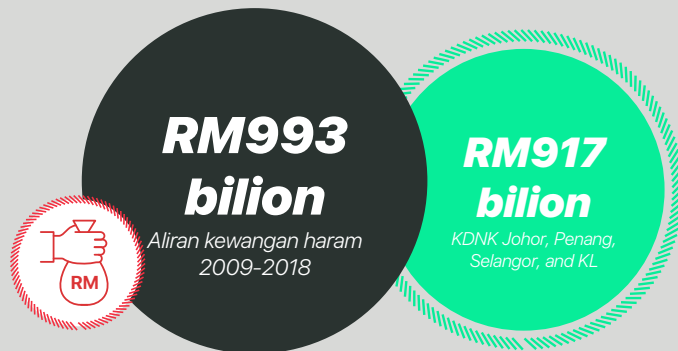 RM993
bilion
Aliran kewangan haram
2009-2018
RM917
bilion
KDNK Johor, Penang,
Selangor, and KL
RM